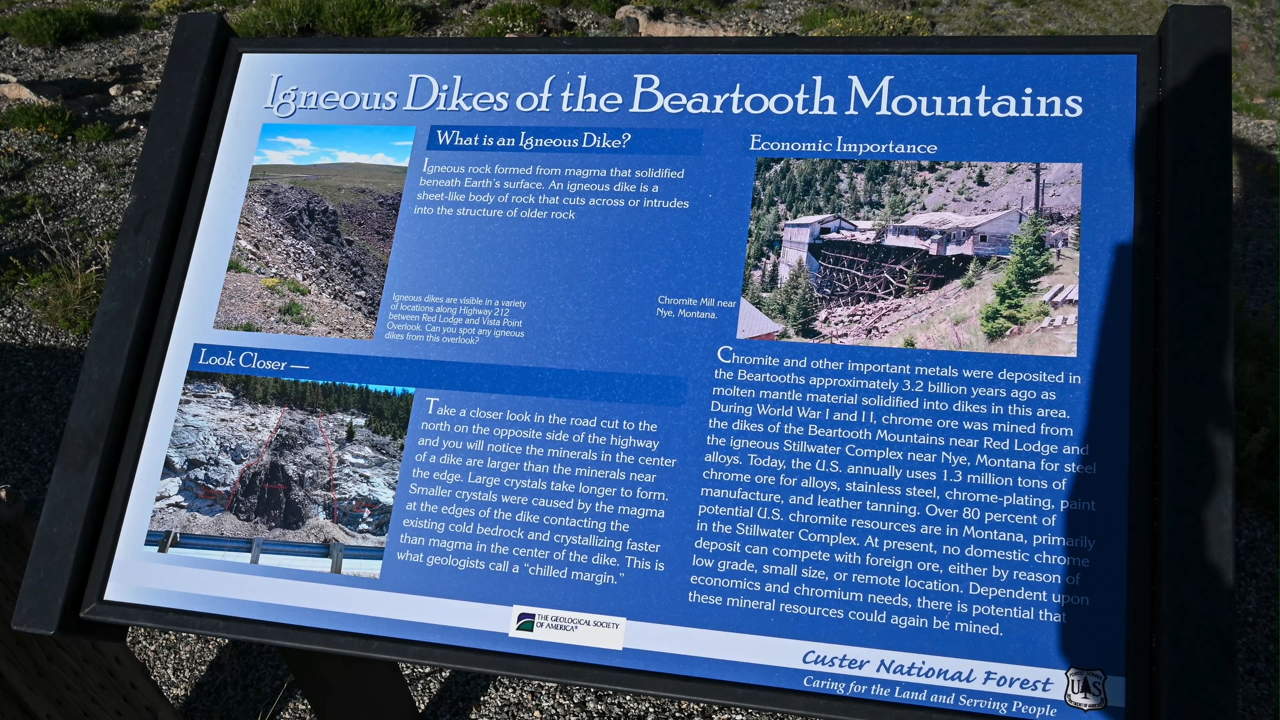 Igneous Dikes of the Beartooth Mountains
What is an Igneous Dike?
Igneous rock formed from magma that solidified
beneath Earth's surface. An igneous dike is a
sheet-like body of rock that cuts across or intrudes
into the structure of older rock
Igneous dikes are visible in a variety
of locations along Highway 212
between Red Lodge and Vista Point
Overlook. Can you spot any igneous
dikes from this overlook?
Look Closer —
Take a closer look in the road cut to the
north on the opposite side of the highway
and you will notice the minerals in the center
of a dike are larger than the minerals near
the edge. Large crystals take longer to form.
Smaller crystals were caused by the magma
at the edges of the dike contacting the
existing cold bedrock and crystallizing faster
than magma in the center of the dike. This is
what geologists call a "chilled margin."
Economic Importance
Chromite Mill near
Nye, Montana.
Chromite and other important metals were deposited in
the Beartooths approximately 3.2 billion years ago as
molten mantle material solidified into dikes in this area.
During World War I and I I, chrome ore was mined from
the dikes of the Beartooth Mountains near Red Lodge and
the igneous Stillwater Complex near Nye, Montana for steel
alloys. Today, the U.S. annually uses 1.3 million tons of
chrome ore for alloys, stainless steel, chrome-plating, paint
manufacture, and leather tanning. Over 80 percent of
potential U.S. chromite resources are in Montana, primarily
in the Stillwater Complex. At present, no domestic chrome
deposit can compete with foreign ore, either by reason of
low grade, small size, or remote location. Dependent upon
economics and chromium needs, there is potential that
these mineral resources could again be mined.
THE GEOLOGICAL SOCIETY
OF AMERICA®
Custer National Forest
Caring for the Land and Serving People
UAS